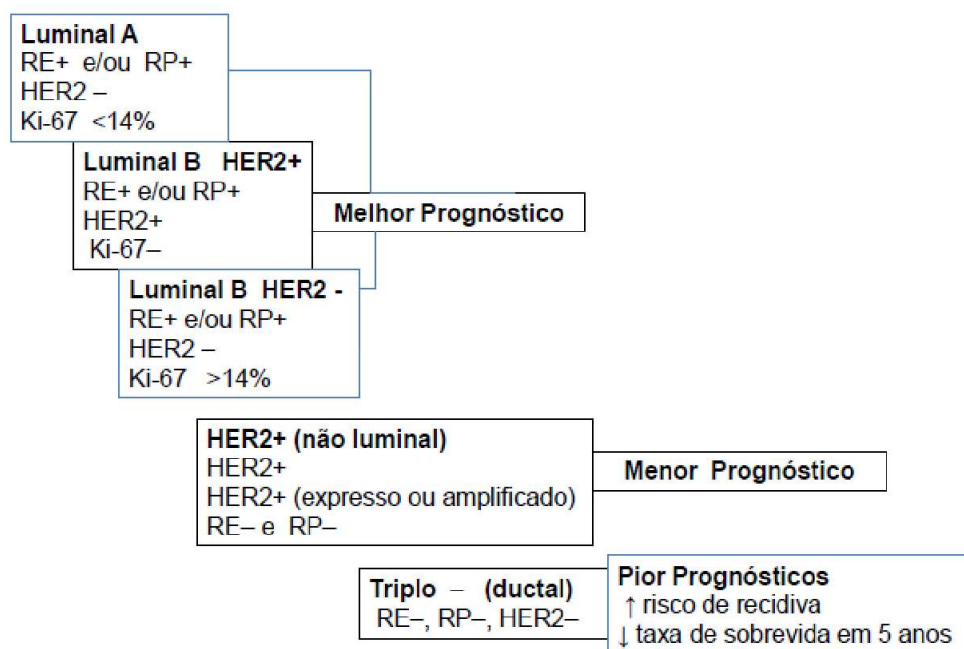 Luminal A
RE+ e/ou RP+
HER2 –
Ki-67 <14%
Luminal B HER2+
RE+ e/ou RP+
HER2+
Ki-67–
Melhor Prognóstico
Luminal B HER2 -
RE+ e/ou RP+
HER2 –
Ki-67 >14%
HER2+ (não luminal)
HER2+
HER2+ (expresso ou amplificado)
RE– e RP–
Menor Prognóstico
Triplo – (ductal)
RE–, RP–, HER2–
Pior Prognósticos
↑ risco de recidiva
↓ taxa de sobrevida em 5 anos